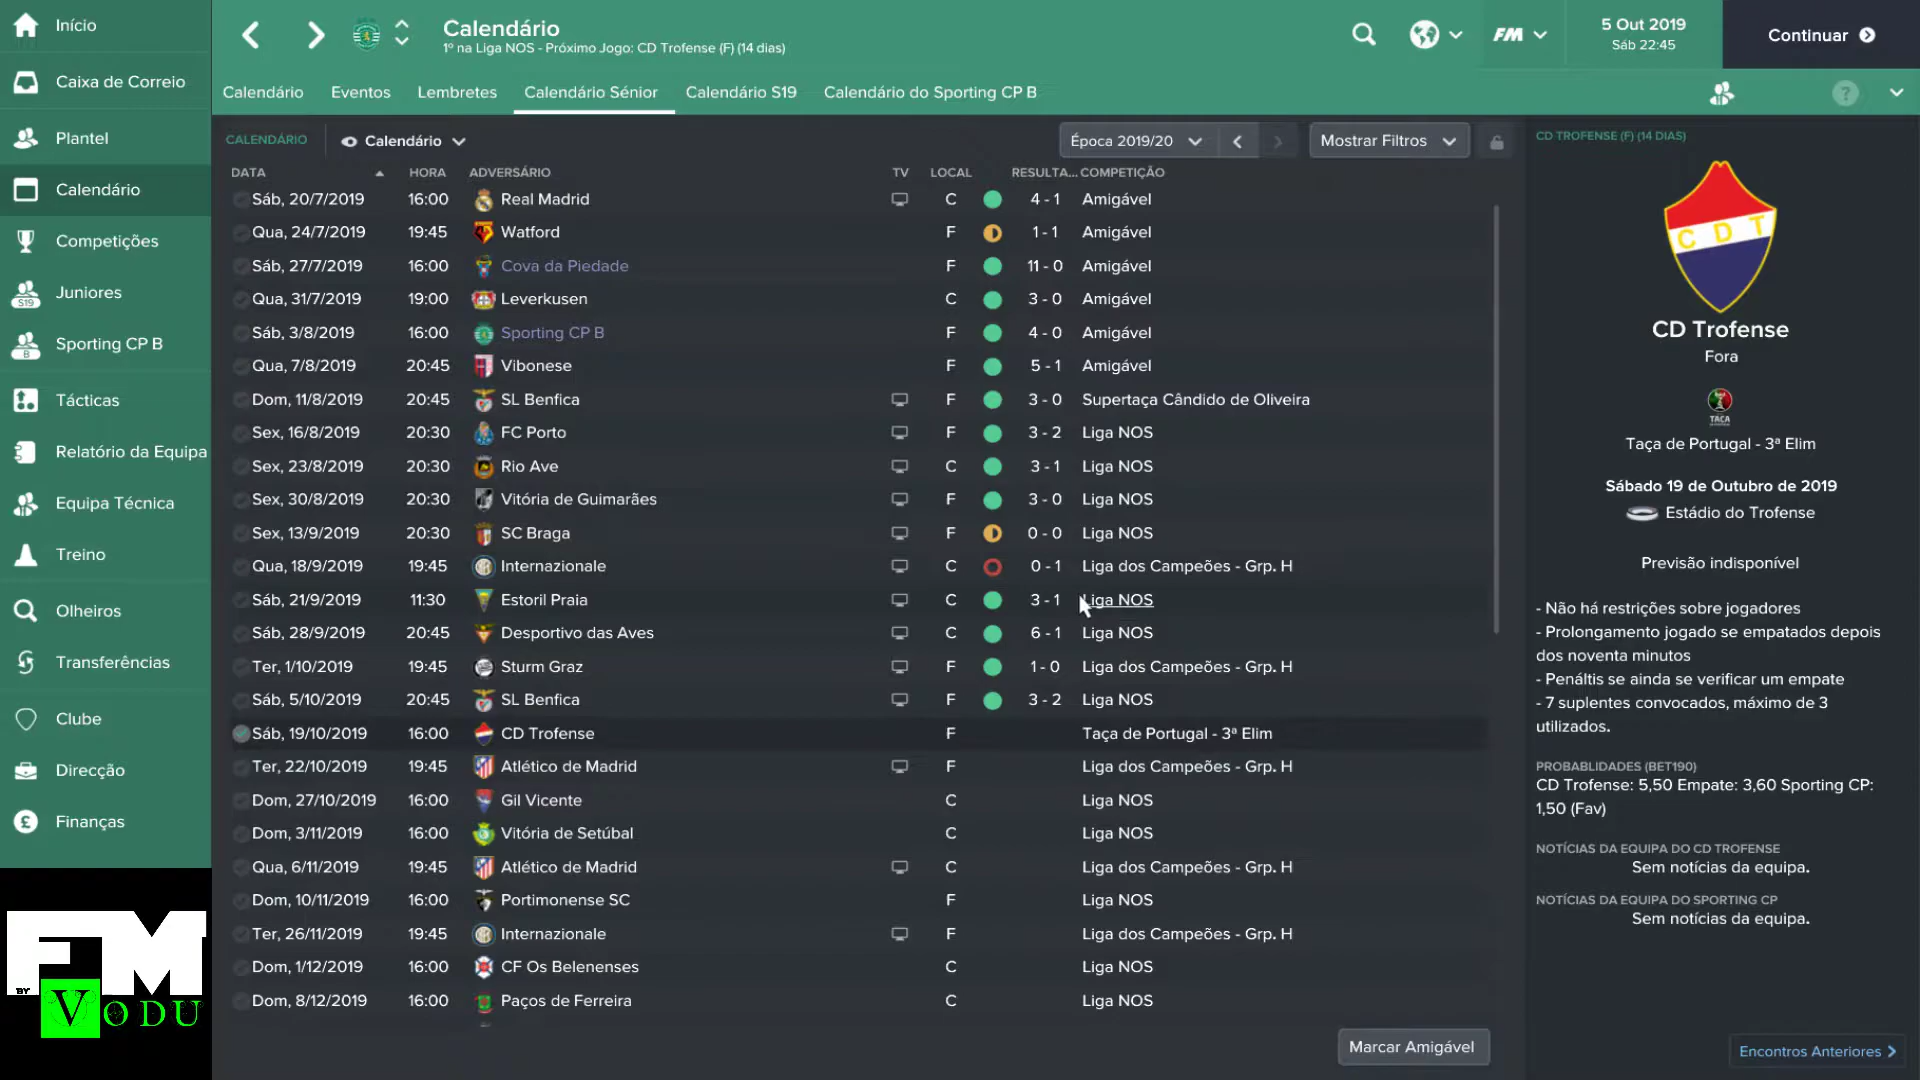 Início
Caixa de Correio
Plantel
Calendário
Competições
S19
Juniores
B
Sporting CP B
Tácticas
Relatório da Equipa
Equipa Técnica
Treino
Olheiros
Transferências
Clube
Direcção
Finanças
FM
BY
VODU
Calendário
1º na Liga NOS - Próximo Jogo: CD Trofense (F) (14 dias)
FM
5 Out 2019
Sáb 22:45
Continuar
Calendário Eventos Lembretes Calendário Sénior Calendário S19 Calendário do Sporting CP B
?
CALENDÁRIO Calendário Época 2019/20 Mostrar Filtros
DATA HORA ADVERSÁRIO TV LOCAL RESULTA... COMPETIÇÃO
Sáb, 20/7/2019 16:00 Real Madrid C 4 - 1 Amigável
Qua, 24/7/2019 19:45 Watford F 1 - 1 Amigável
Sáb, 27/7/2019 16:00 Cova da Piedade F 11 - 0 Amigável
Qua, 31/7/2019 19:00 Leverkusen C 3 - 0 Amigável
Sáb, 3/8/2019 16:00 Sporting CP B F 4 - 0 Amigável
Qua, 7/8/2019 20:45 Vibonese F 5 - 1 Amigável
Dom, 11/8/2019 20:45 SL Benfica F 3 - 0 Supertaça Cândido de Oliveira
Sex, 16/8/2019 20:30 FC Porto F 3 - 2 Liga NOS
Sex, 23/8/2019 20:30 Rio Ave C 3 - 1 Liga NOS
Sex, 30/8/2019 20:30 Vitória de Guimarães F 3 - 0 Liga NOS
Sex, 13/9/2019 20:30 SC Braga F 0 - 0 Liga NOS
Qua, 18/9/2019 19:45 Internazionale C 0 - 1 Liga dos Campeões - Grp. H
Sáb, 21/9/2019 11:30 Estoril Praia C 3 - 1 Liga NOS
Sáb, 28/9/2019 20:45 Desportivo das Aves C 6 - 1 Liga NOS
Ter, 1/10/2019 19:45 Sturm Graz F 1 - 0 Liga dos Campeões - Grp. H
Sáb, 5/10/2019 20:45 SL Benfica F 3 - 2 Liga NOS
Sáb, 19/10/2019 16:00 CD Trofense F Taça de Portugal - 3ª Elim
Ter, 22/10/2019 19:45 Atlético de Madrid F Liga dos Campeões - Grp. H
Dom, 27/10/2019 16:00 Gil Vicente C Liga NOS
Dom, 3/11/2019 16:00 Vitória de Setúbal C Liga NOS
Qua, 6/11/2019 19:45 Atlético de Madrid C Liga dos Campeões - Grp. H
Dom, 10/11/2019 16:00 Portimonense SC F Liga NOS
Ter, 26/11/2019 19:45 Internazionale F Liga dos Campeões - Grp. H
Dom, 1/12/2019 16:00 CF Os Belenenses C Liga NOS
Dom, 8/12/2019 16:00 Paços de Ferreira C Liga NOS
Marcar Amigável
CD TROFENSE (F) (14 DIAS)
CDT
CD Trofense
Fora
TAÇA
Taça de Portugal - 3ª Elim
Sábado 19 de Outubro de 2019
Estádio do Trofense
Previsão indisponível
- Não há restrições sobre jogadores
- Prolongamento jogado se empatados depois
dos noventa minutos
- Penáltis se ainda se verificar um empate
- 7 suplentes convocados, máximo de 3
utilizados.
PROBABLIDADES (BET190)
CD Trofense: 5,50 Empate: 3,60 Sporting CP:
1,50 (Fav)
NOTÍCIAS DA EQUIPA DO CD TROFENSE
Sem notícias da equipa.
NOTÍCIAS DA EQUIPA DO SPORTING CP
Sem notícias da equipa.
Encontros Anteriores